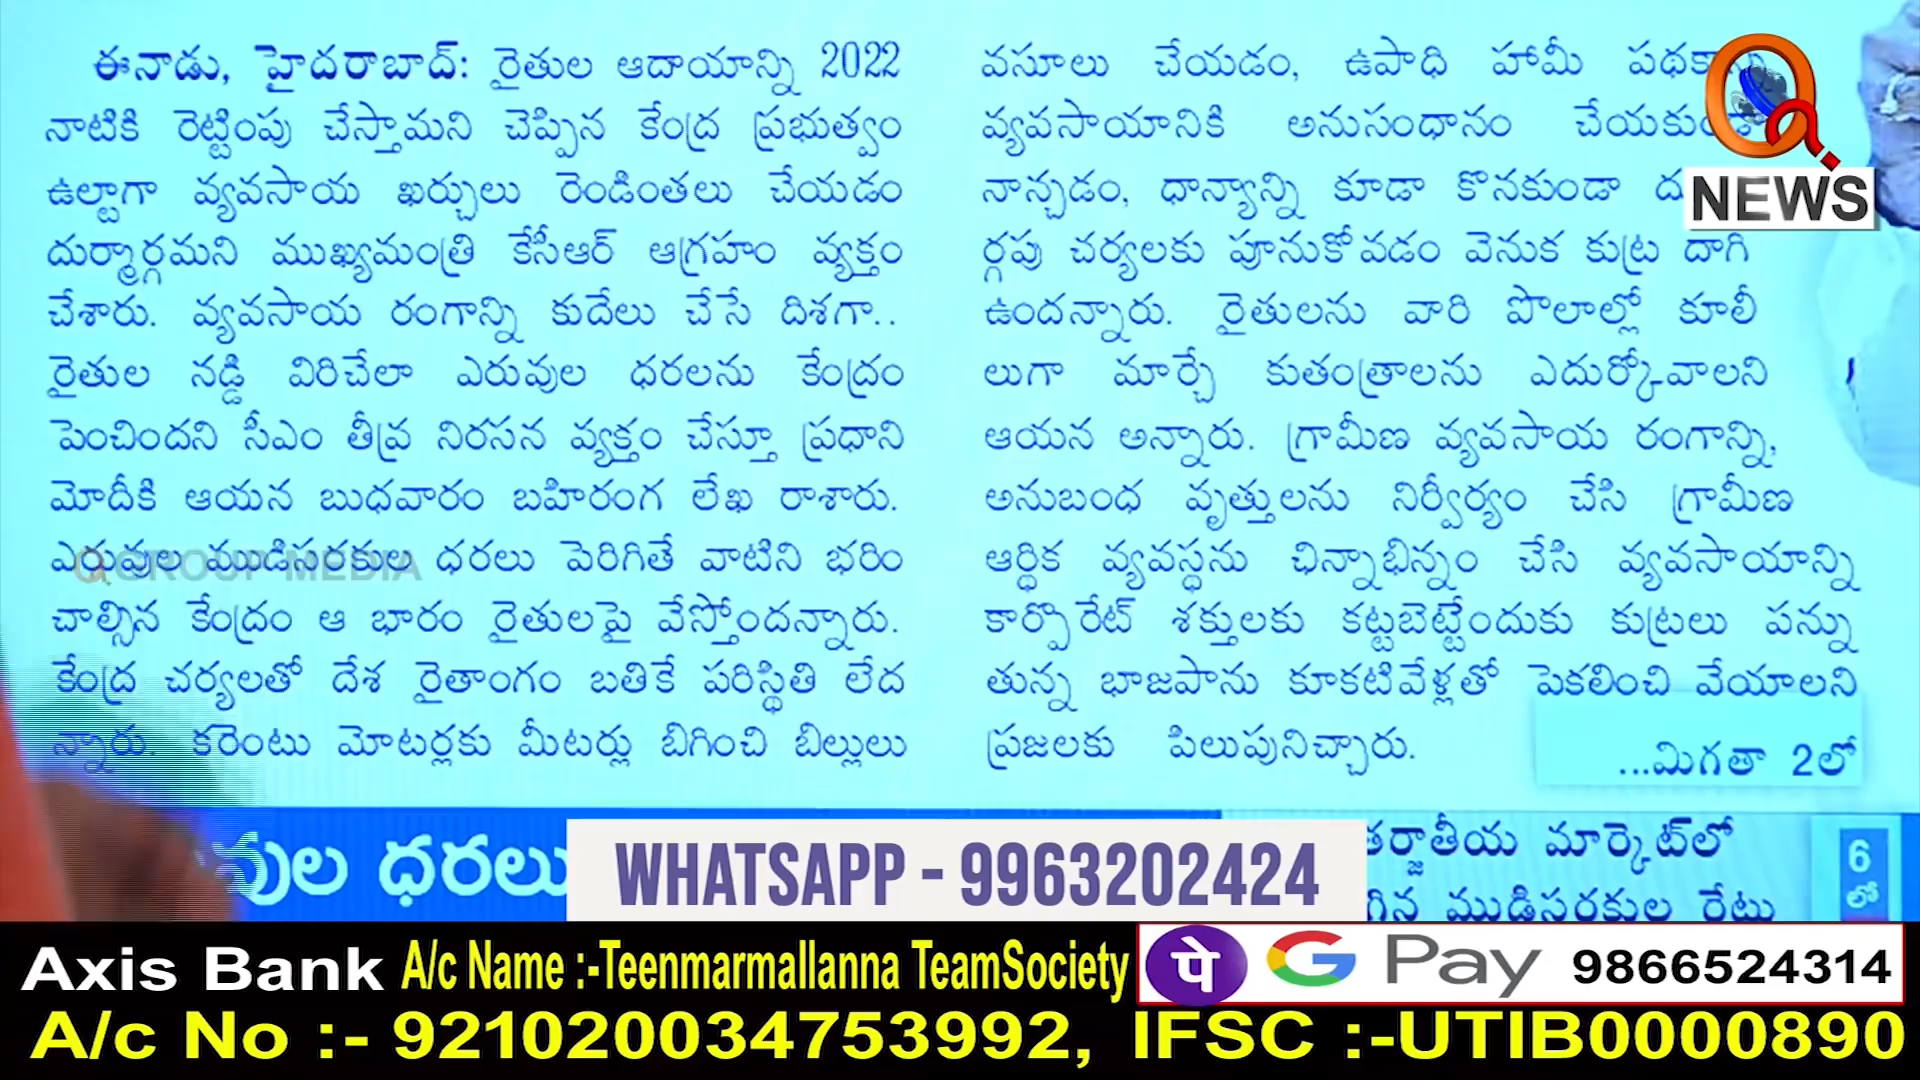 ఈనాడు, హైదరాబాద్: రైతుల ఆదాయాన్ని 2022
నాటికి రెట్టింపు చేస్తామని చెప్పిన కేంద్ర ప్రభుత్వం
ఉల్టాగా వ్యవసాయ ఖర్చులు రెండింతలు చేయడం
దుర్మార్గమని ముఖ్యమంత్రి కేసీఆర్ ఆగ్రహం వ్యక్తం
చేశారు. వ్యవసాయ రంగాన్ని కుదేలు చేసే దిశగా..
రైతుల నడ్డి విరిచేలా ఎరువుల ధరలను కేంద్రం
పెంచిందని సీఎం తీవ్ర నిరసన వ్యక్తం చేస్తూ ప్రధాని
మోదీకి ఆయన బుధవారం బహిరంగ లేఖ రాశారు.
ఎరువుల ముడిసరకుల ధరలు పెరిగితే వాటిని భరిం
చాల్సిన కేంద్రం ఆ భారం రైతులపై వేస్తోందన్నారు.
కేంద్ర చర్యలతో దేశ రైతాంగం బతికే పరిస్థితి లేద
న్నారు. కరెంటు మోటర్లకు మీటర్లు బిగించి బిల్లులు
వసూలు చేయడం, ఉపాధి హామీ
వ్యవసాయానికి అనుసంధానం
నాన్చడం, ధాన్యాన్ని కూడా కొనకుండా
ర్గపు చర్యలకు పూనుకోవడం వెనుక కుట్ర దాగి
ఉందన్నారు. రైతులను వారి పొలాల్లో కూలీ
లుగా మార్చే కుతంత్రాలను ఎదుర్కోవాలని
ఆయన అన్నారు. గ్రామీణ వ్యవసాయ రంగాన్ని,
అనుబంధ వృత్తులను నిర్వీర్యం చేసి గ్రామీణ
ఆర్థిక వ్యవస్థను ఛిన్నాభిన్నం చేసి వ్యవసాయాన్ని
కార్పొరేట్ శక్తులకు కట్టబెట్టేందుకు కుట్రలు పన్ను
తున్న భాజపాను కూకటివేళ్లతో పెకలించి వేయాలని
ప్రజలకు పిలుపునిచ్చారు.
...మిగతా 2లో
Q
NEWS
Q GROUP MEDIA
ధరలు
మార్కెట్‌లో
ముడిసరకుల రేటు
6
లో
WHATSAPP - 9963202424
Axis Bank A/c Name :-Teenmarmallanna TeamSociety
पे G Pay 9866524314
A/c No :- 921020034753992, IFSC :-UTIB0000890